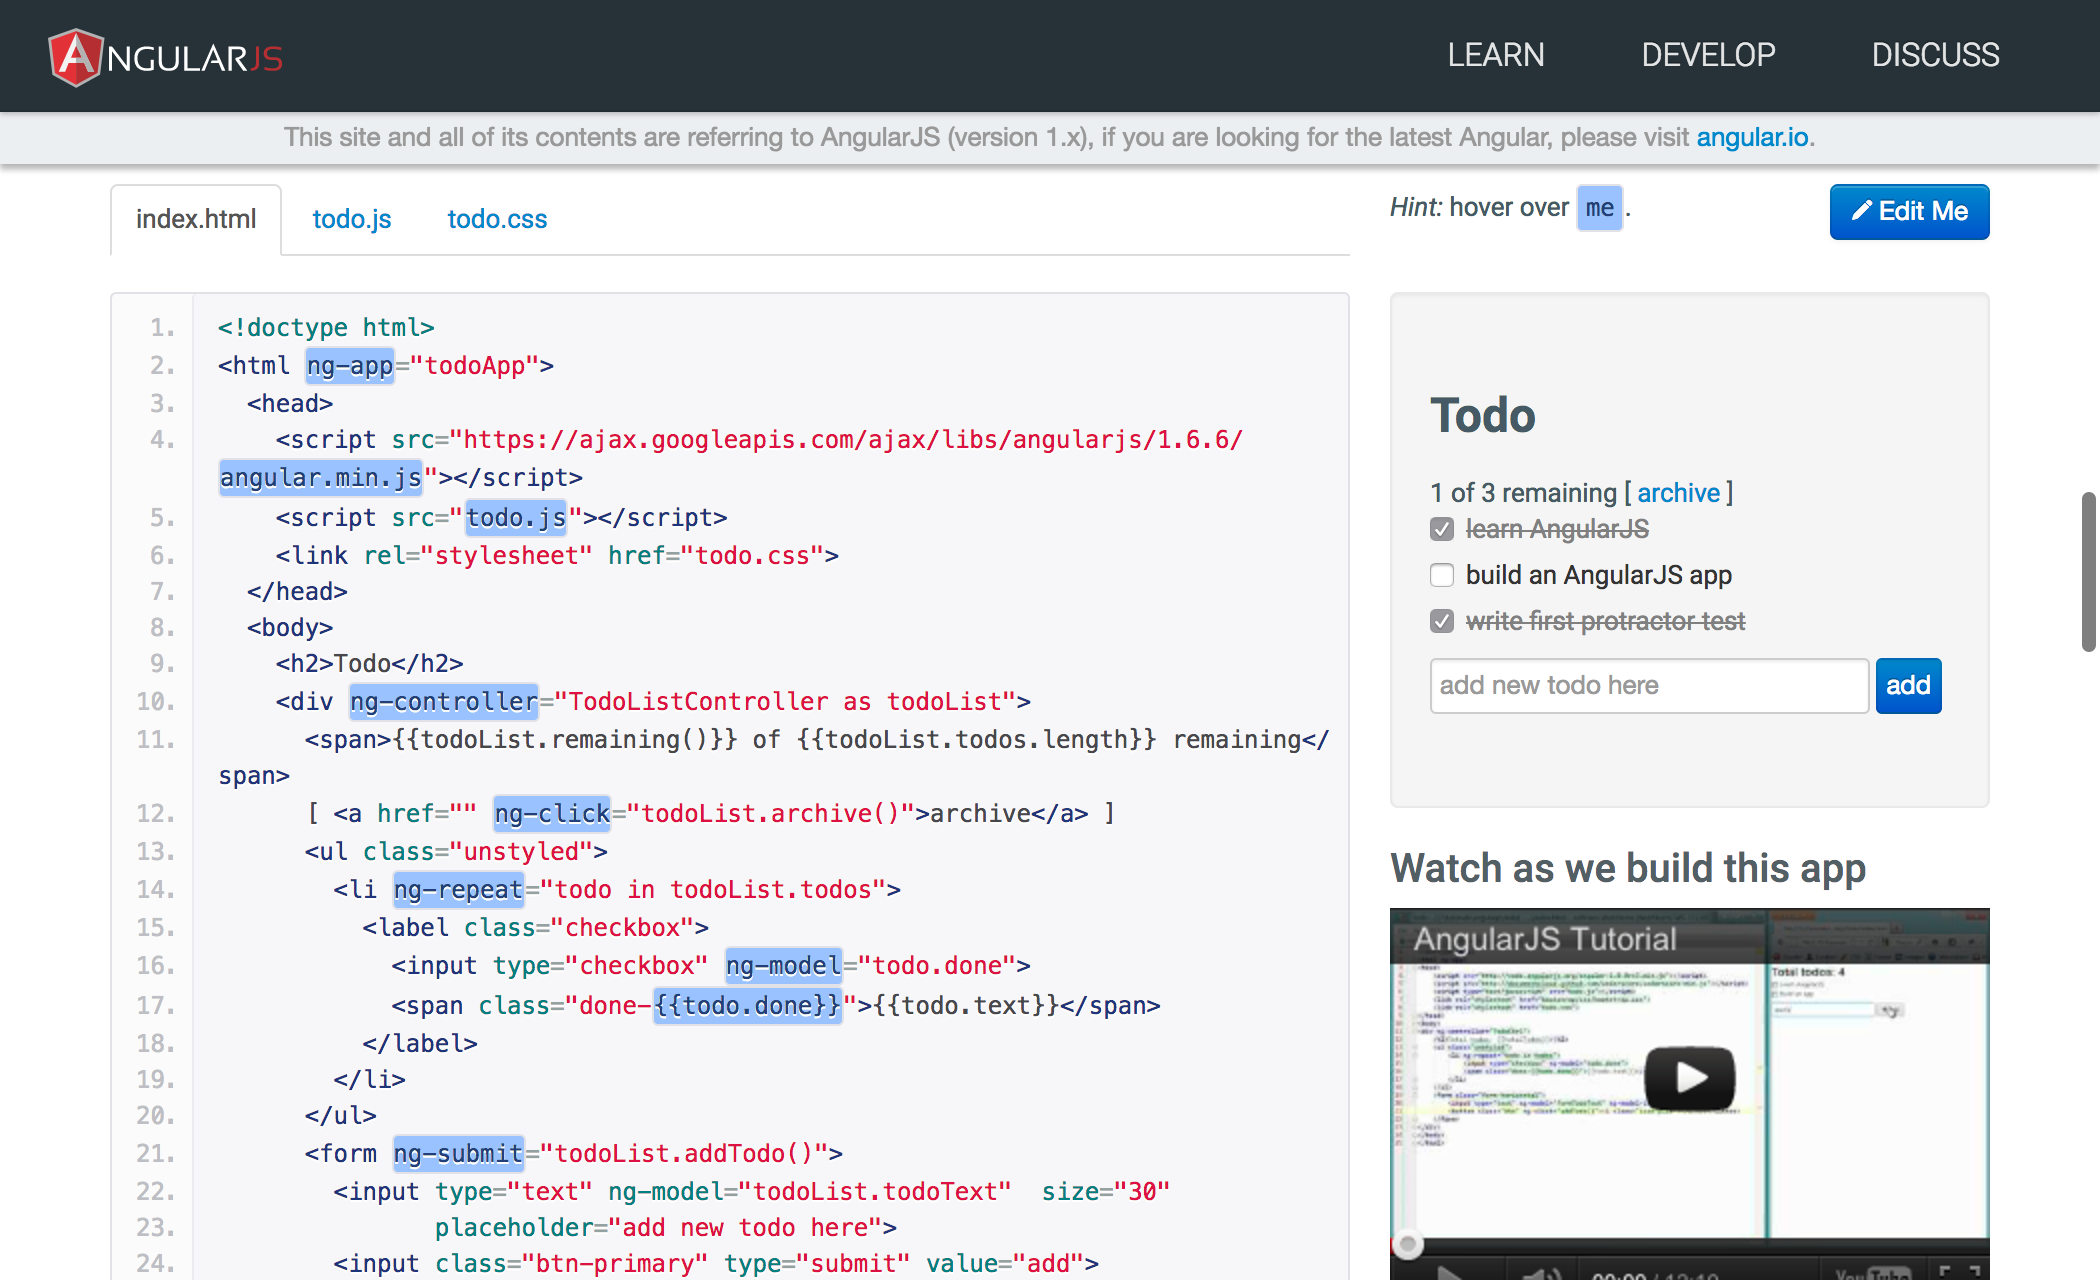 ANGULARJS
LEARN
DEVELOP
DISCUSS
This site and all of its contents are referring to AngularJS (version 1.x), if you are looking for the latest Angular, please visit angular.io.
index.html
todo.js
todo.css
1. <!doctype html>
2. <html ng-app="todoApp">
3. <head>
4. <script src="https://ajax.googleapis.com/ajax/libs/angularjs/1.6.6/
angular.min.js"></script>
5. <script src="todo.js"></script>
6. <link rel="stylesheet" href="todo.css">
7. </head>
8. <body>
9. <h2>Todo</h2>
10. <div ng-controller="TodoListController as todoList">
11. <span>{{todoList.remaining()}} of {{todoList.todos.length}} remaining</
span>
12. [ <a href="" ng-click="todoList.archive()">archive</a> ]
13. <ul class="unstyled">
14. <li ng-repeat="todo in todoList.todos">
15. <label class="checkbox">
16. <input type="checkbox" ng-model="todo.done">
17. <span class="done-{{todo.done}}">{{todo.text}}</span>
18. </label>
19. </li>
20. </ul>
21. <form ng-submit="todoList.addTodo()">
22. <input type="text" ng-model="todoList.todoText"  size="30"
23. placeholder="add new todo here">
24. <input class="btn-primary" type="submit" value="add">
Hint: hover over me .
Edit Me
Todo
1 of 3 remaining [ archive ]
learn AngularJS
build an AngularJS app
write first protractor test
add new todo here
add
Watch as we build this app
AngularJS Tutorial
Total todos: 4